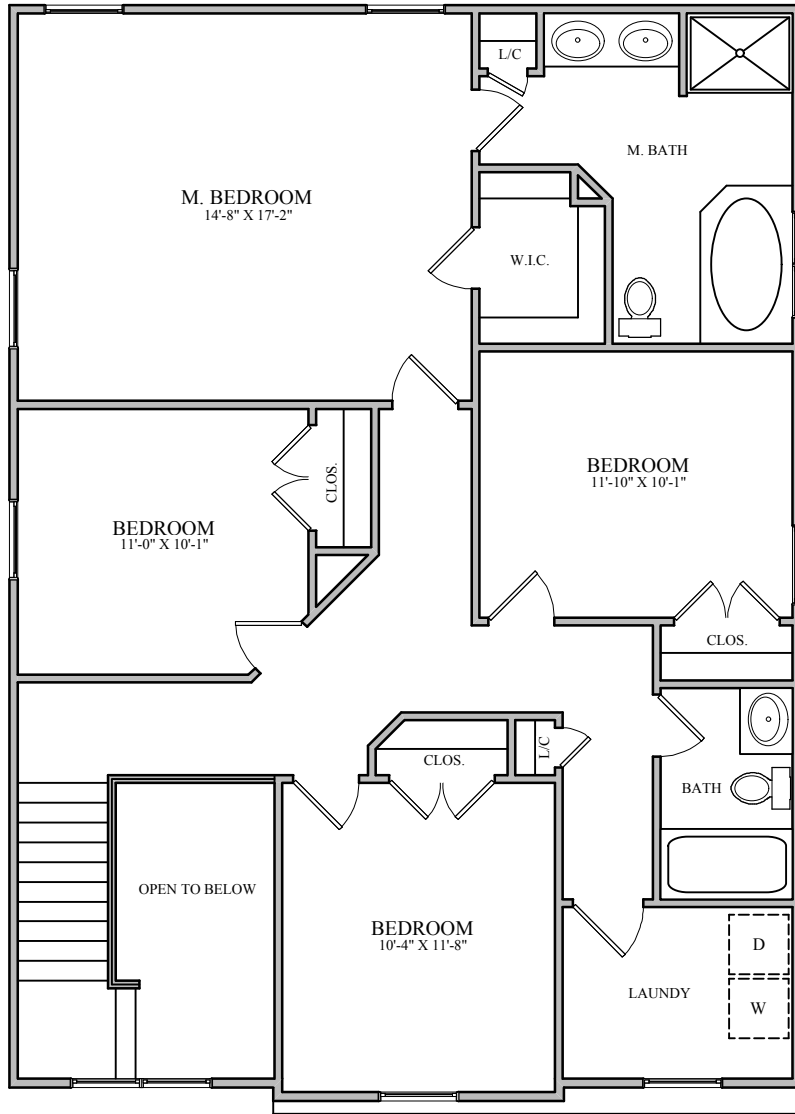 L/C
M. BATH
M. BEDROOM
14'-8" X 17'-2"
W.I.C.
BEDROOM
11'-10" X 10'-1"
CLOS.
BEDROOM
11'-0" X 10'-1"
CLOS.
L/C
CLOS.
BATH
OPEN TO BELOW
BEDROOM
10'-4" X 11'-8"
D
LAUNDY
W